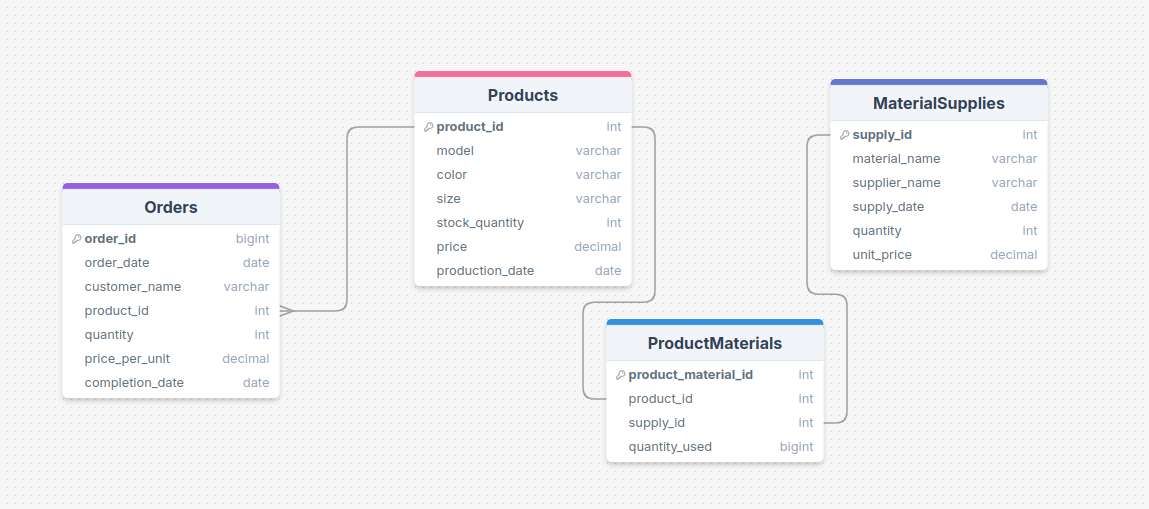 Orders
order_id bigint
order_date date
customer_name varchar
product_id int
quantity int
price_per_unit decimal
completion_date date
Products
product_id int
model varchar
color varchar
size varchar
stock_quantity int
price decimal
production_date date
ProductMaterials
product_material_id int
product_id int
supply_id int
quantity_used bigint
MaterialSupplies
supply_id int
material_name varchar
supplier_name varchar
supply_date date
quantity int
unit_price decimal